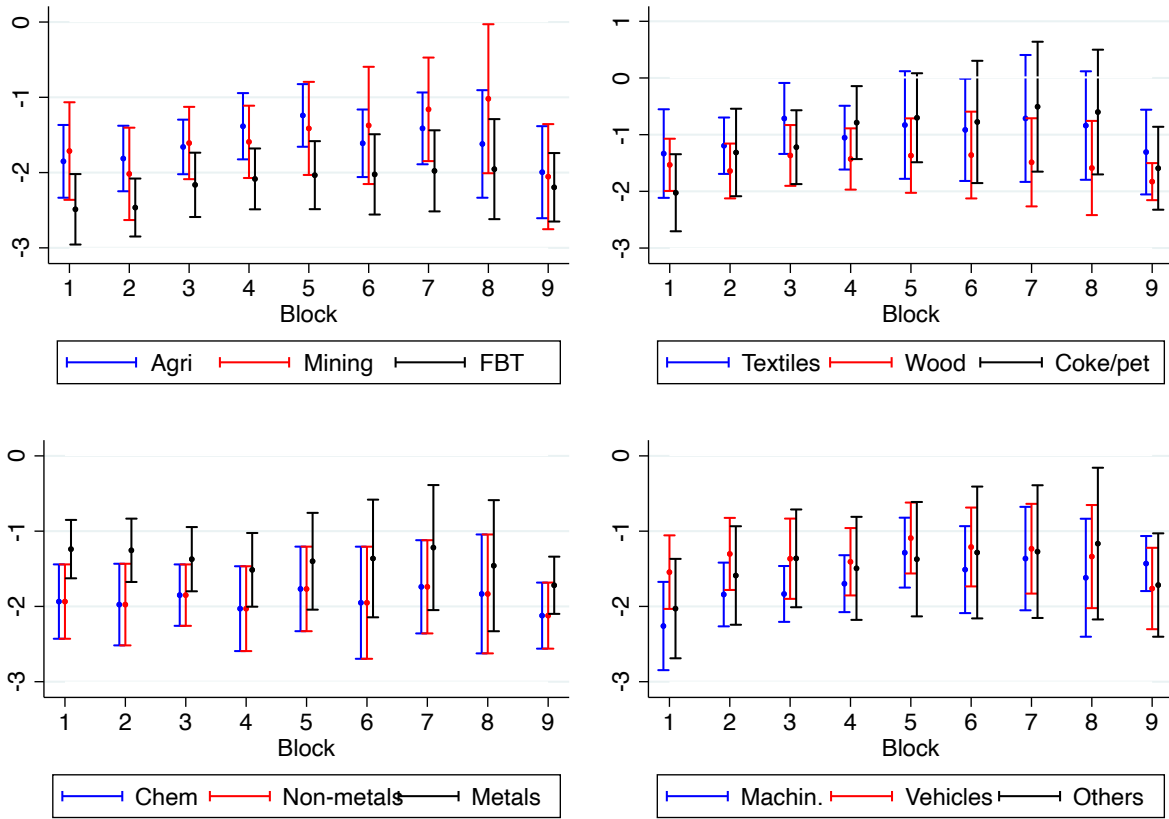 0
-1
-2
-3
1 2 3 4 5 6 7 8 9
Block
Agri Mining FBT
1
0
-1
-2
-3
1 2 3 4 5 6 7 8 9
Block
Textiles Wood Coke/pet
0
-1
-2
-3
1 2 3 4 5 6 7 8 9
Block
Chem Non-metals Metals
0
-1
-2
-3
1 2 3 4 5 6 7 8 9
Block
Machin. Vehicles Others